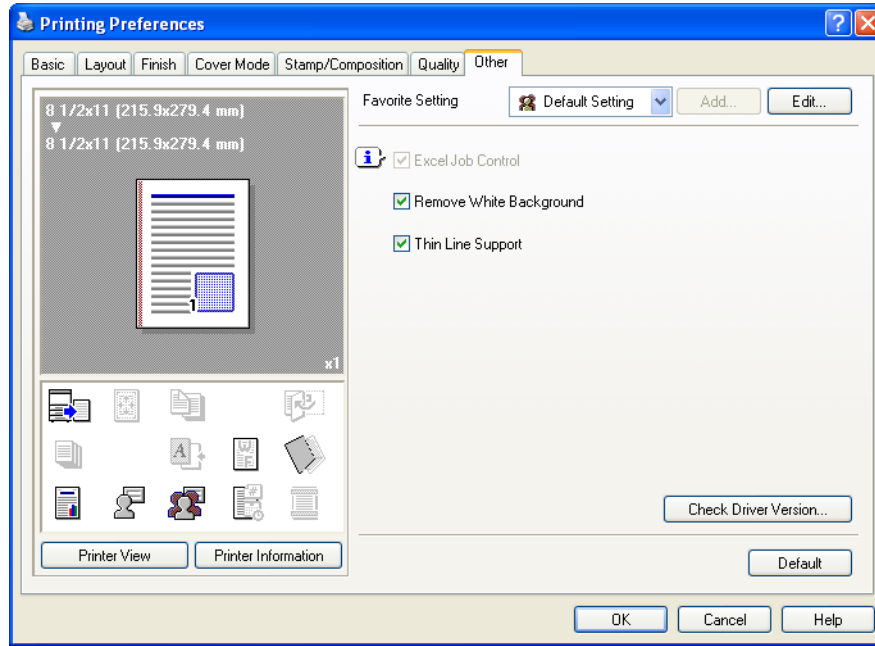 Printing Preferences
Basic Layout Finish Cover Mode Stamp/Composition Quality Other
8 1/2x11 (215.9x279.4 mm)
8 1/2x11 (215.9x279.4 mm)
1
x1
Printer View Printer Information
Favorite Setting Default Setting Add... Edit...
Excel Job Control
Remove White Background
Thin Line Support
Check Driver Version...
Default
OK Cancel Help